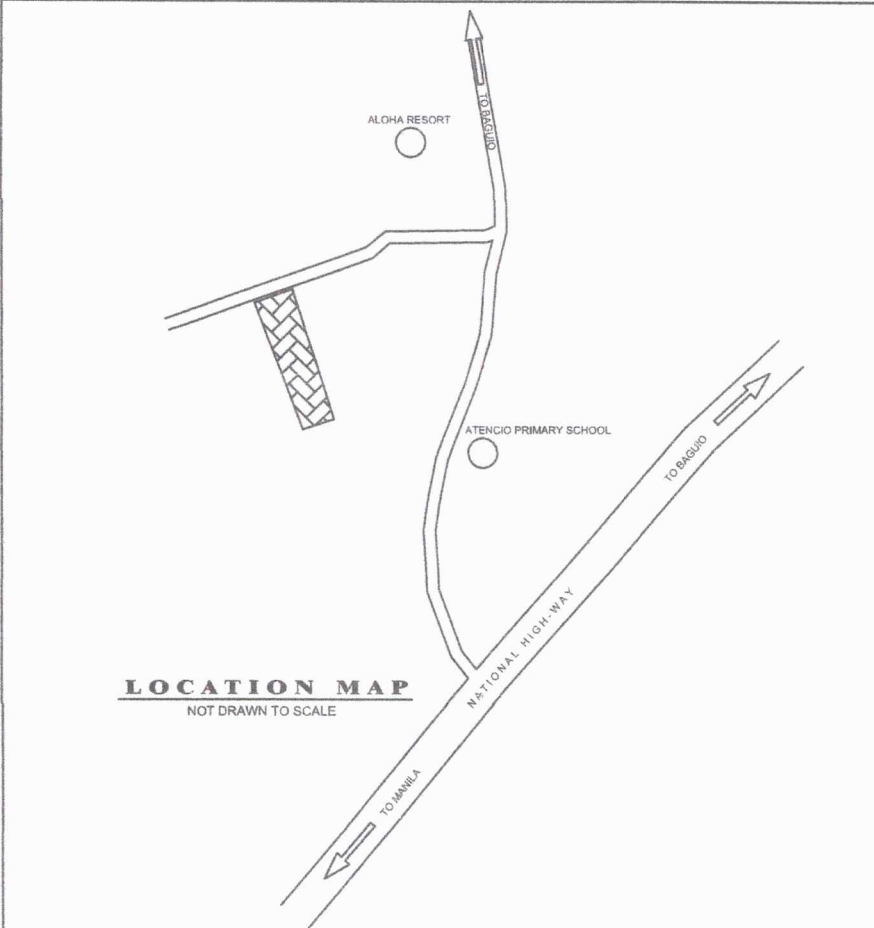 TO BAGUIO
ALOHA RESORT
ATENCIO PRIMARY SCHOOL
TO BAGUIO
NATIONAL HIGH-WAY
LOCATION MAP
NOT DRAWN TO SCALE
TO MANILA